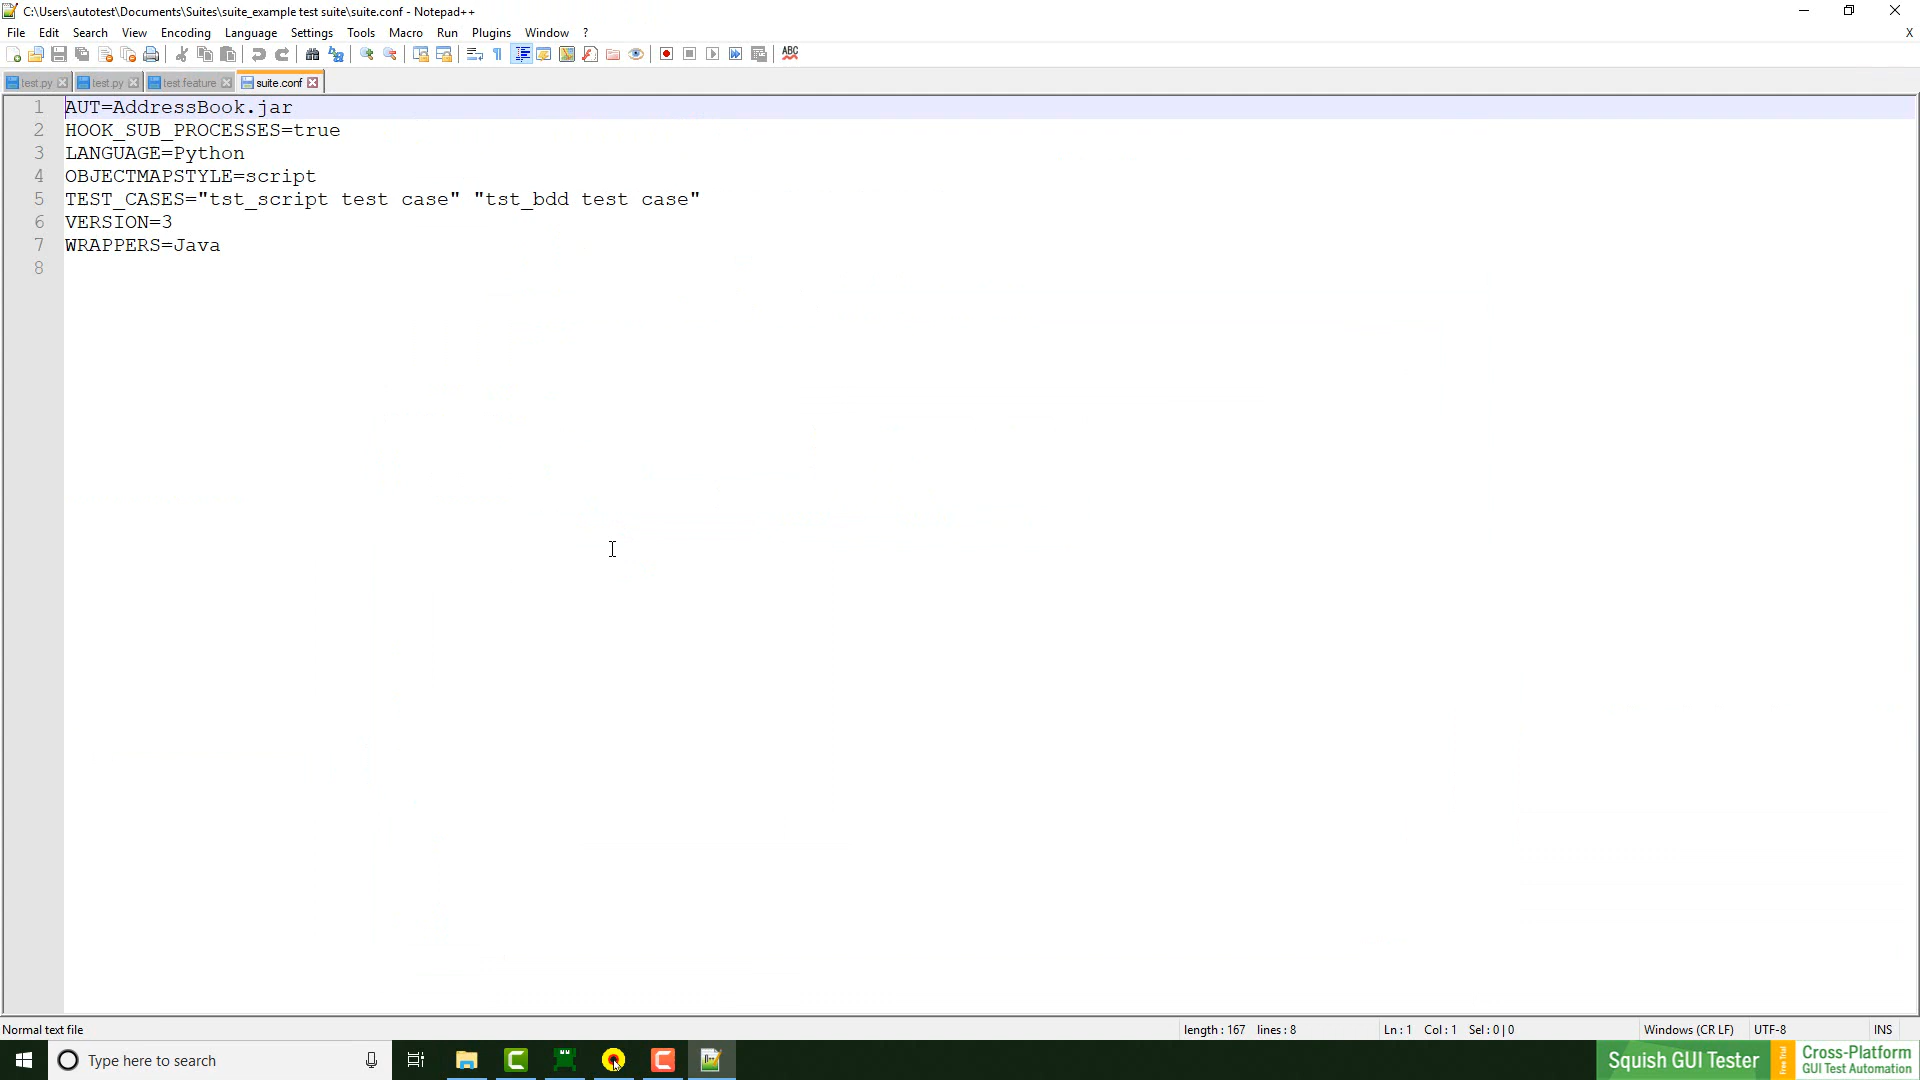 C:\Users\autotest\Documents\Suites\suite_example test suite\suite.conf - Notepad++
File Edit Search View Encoding Language Settings Tools Macro Run Plugins Window ? X
ABC
test.py test.py test.feature suite.conf
1 AUT=AddressBook.jar
2 HOOK_SUB_PROCESSES=true
3 LANGUAGE=Python
4 OBJECTMAPSTYLE=script
5 TEST_CASES="tst_script test case" "tst_bdd test case"
6 VERSION=3
7 WRAPPERS=Java
8
Normal text file length : 167 lines : 8 Ln : 1 Col : 1 Sel : 0 | 0 Windows (CR LF) UTF-8 INS
Type here to search
Squish GUI Tester
Free Trial
Cross-Platform
GUI Test Automation